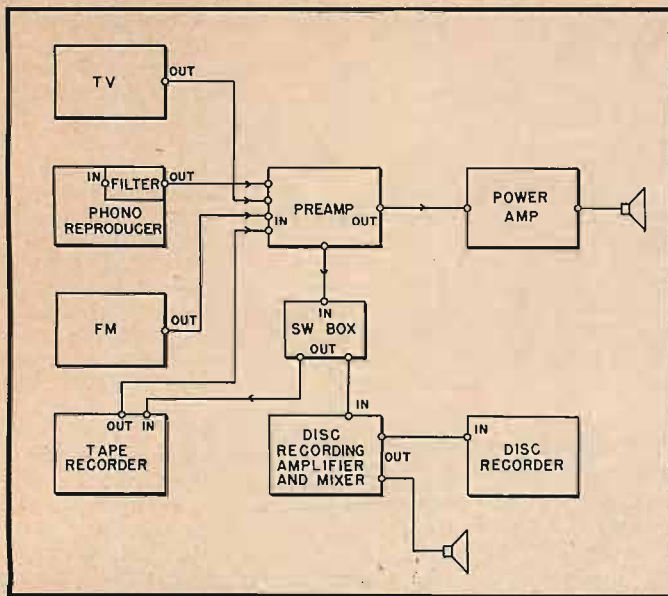 TV
OUT
IN
FILTER
OUT
PHONO
REPRODUCER
IN
PREAMP
OUT
POWER
AMP
FM
OUT
IN
SW BOX
OUT
OUT IN
TAPE
RECORDER
IN
DISC
RECORDING
AMPLIFIER
AND MIXER
OUT
IN
DISC
RECORDER